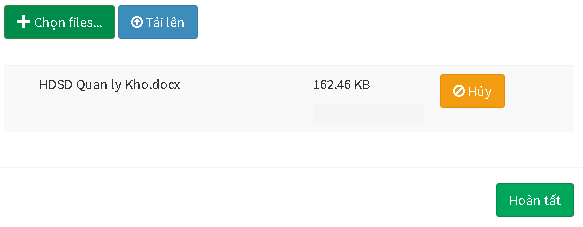 Chọn files... Tải lên
HDSD Quan ly Kho.docx 162.46 KB Hủy
Hoàn tất